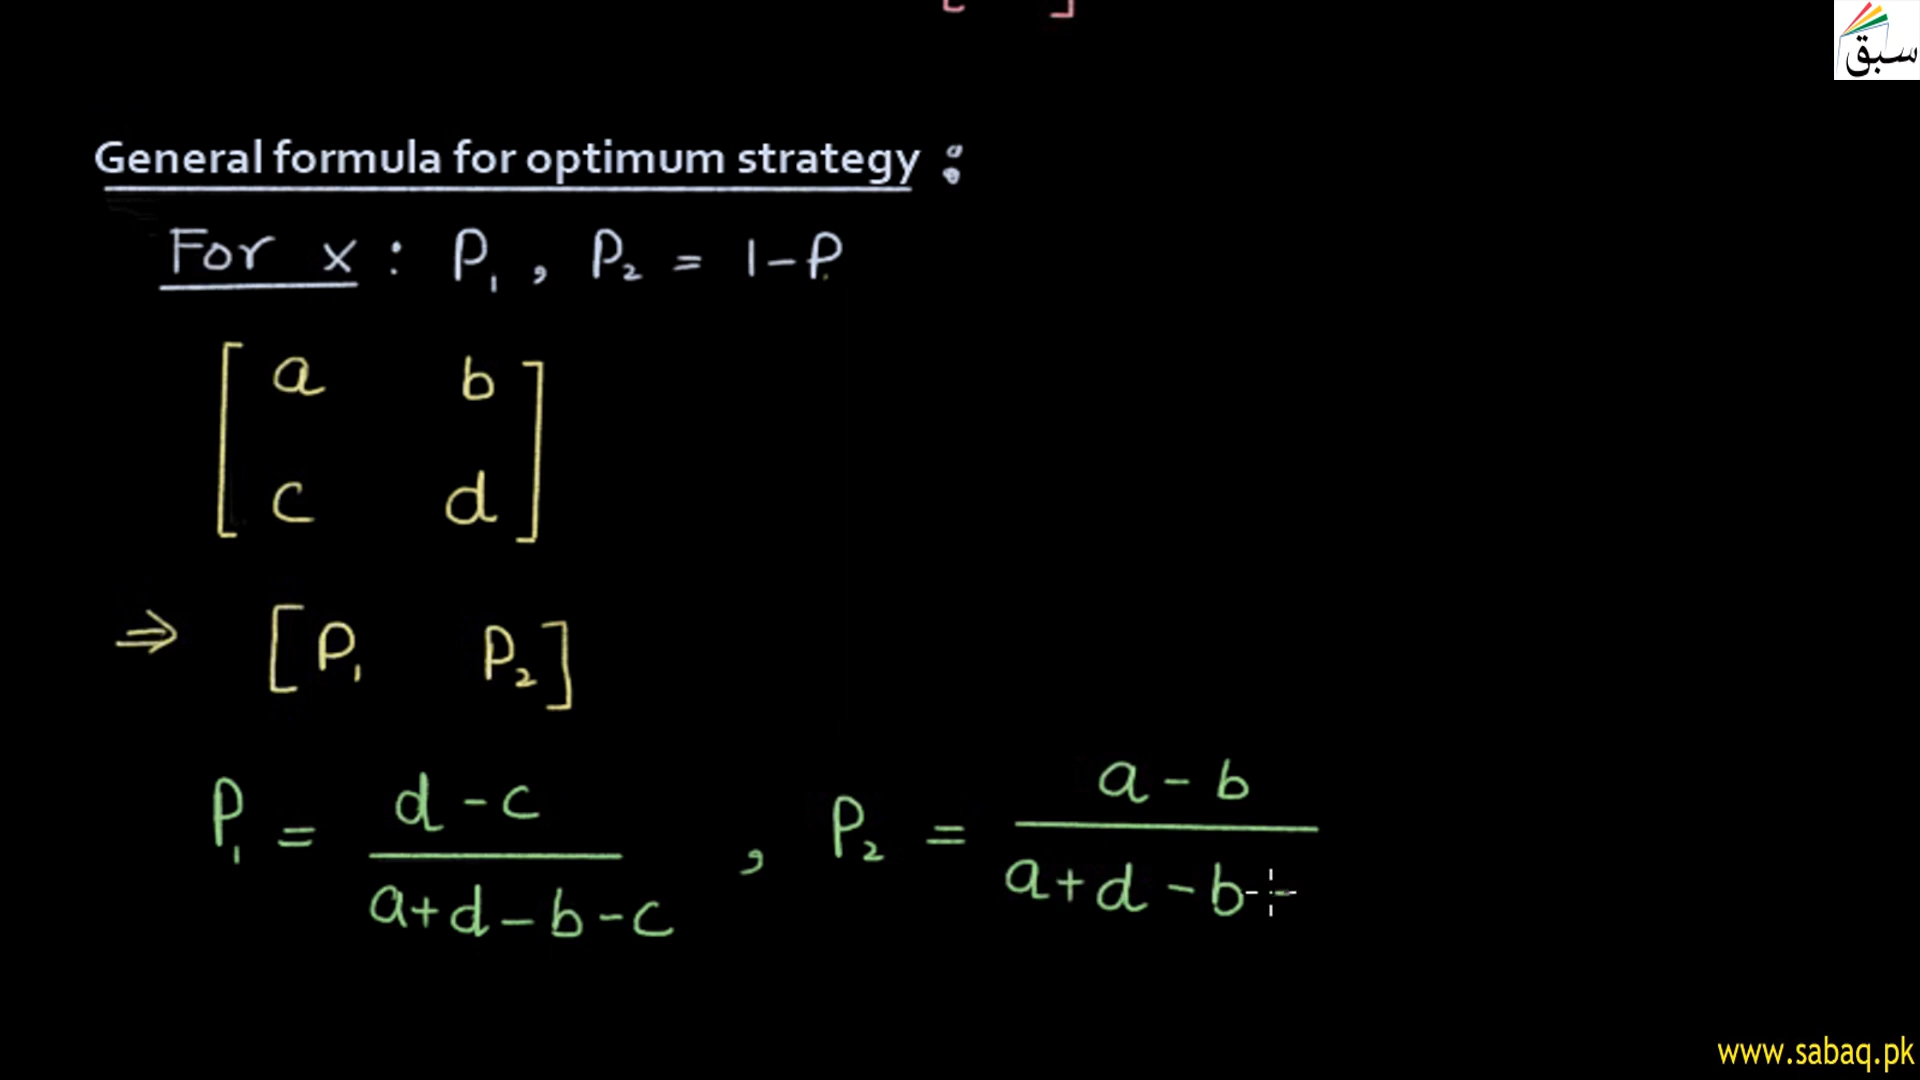 سبق
General formula for optimum strategy :
For x : P₁ , P₂ = 1 - P
[ a b
c d ]
⇒ [ P₁ P₂ ]
P₁ = d - c / a + d - b - c , P₂ = a - b / a + d - b -
www.sabaq.pk